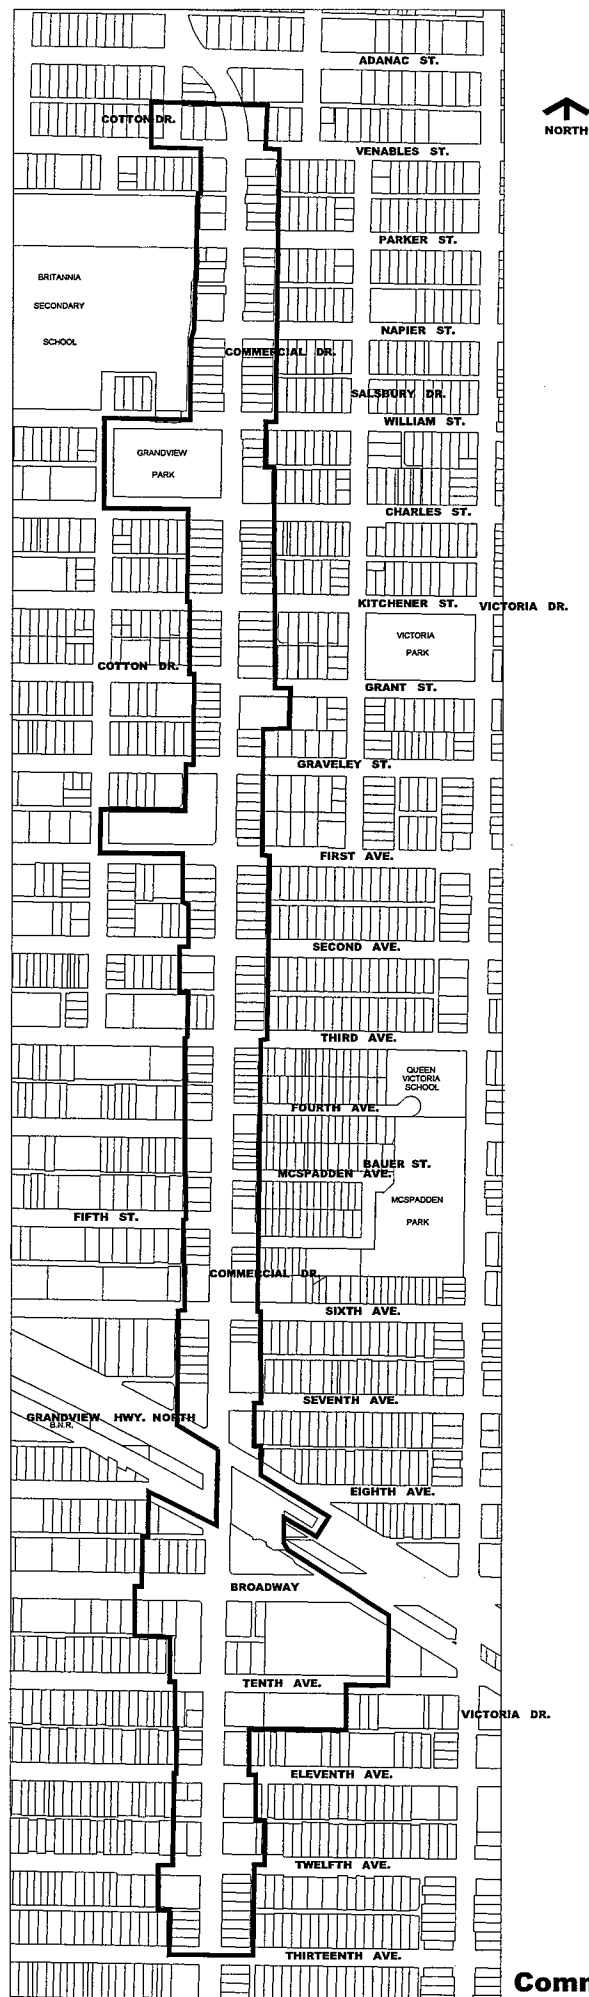 ADANAC ST.
COTTON DR.
NORTH
VENABLES ST.
PARKER ST.
BRITANNIA
SECONDARY
SCHOOL
NAPIER ST.
COMMERCIAL DR.
SALSBURY DR.
WILLIAM ST.
GRANDVIEW
PARK
CHARLES ST.
KITCHENER ST.
VICTORIA DR.
VICTORIA
PARK
COTTON DR.
GRANT ST.
GRAVELEY ST.
FIRST AVE.
SECOND AVE.
THIRD AVE.
QUEEN
VICTORIA
SCHOOL
FOURTH AVE.
BAUER ST.
MCSPADDEN AVE.
MCSPADDEN
PARK
FIFTH ST.
COMMERCIAL DR.
SIXTH AVE.
SEVENTH AVE.
GRANDVIEW HWY. NORTH
B.N.R.
EIGHTH AVE.
BROADWAY
TENTH AVE.
VICTORIA DR.
ELEVENTH AVE.
TWELFTH AVE.
THIRTEENTH AVE.
Comm